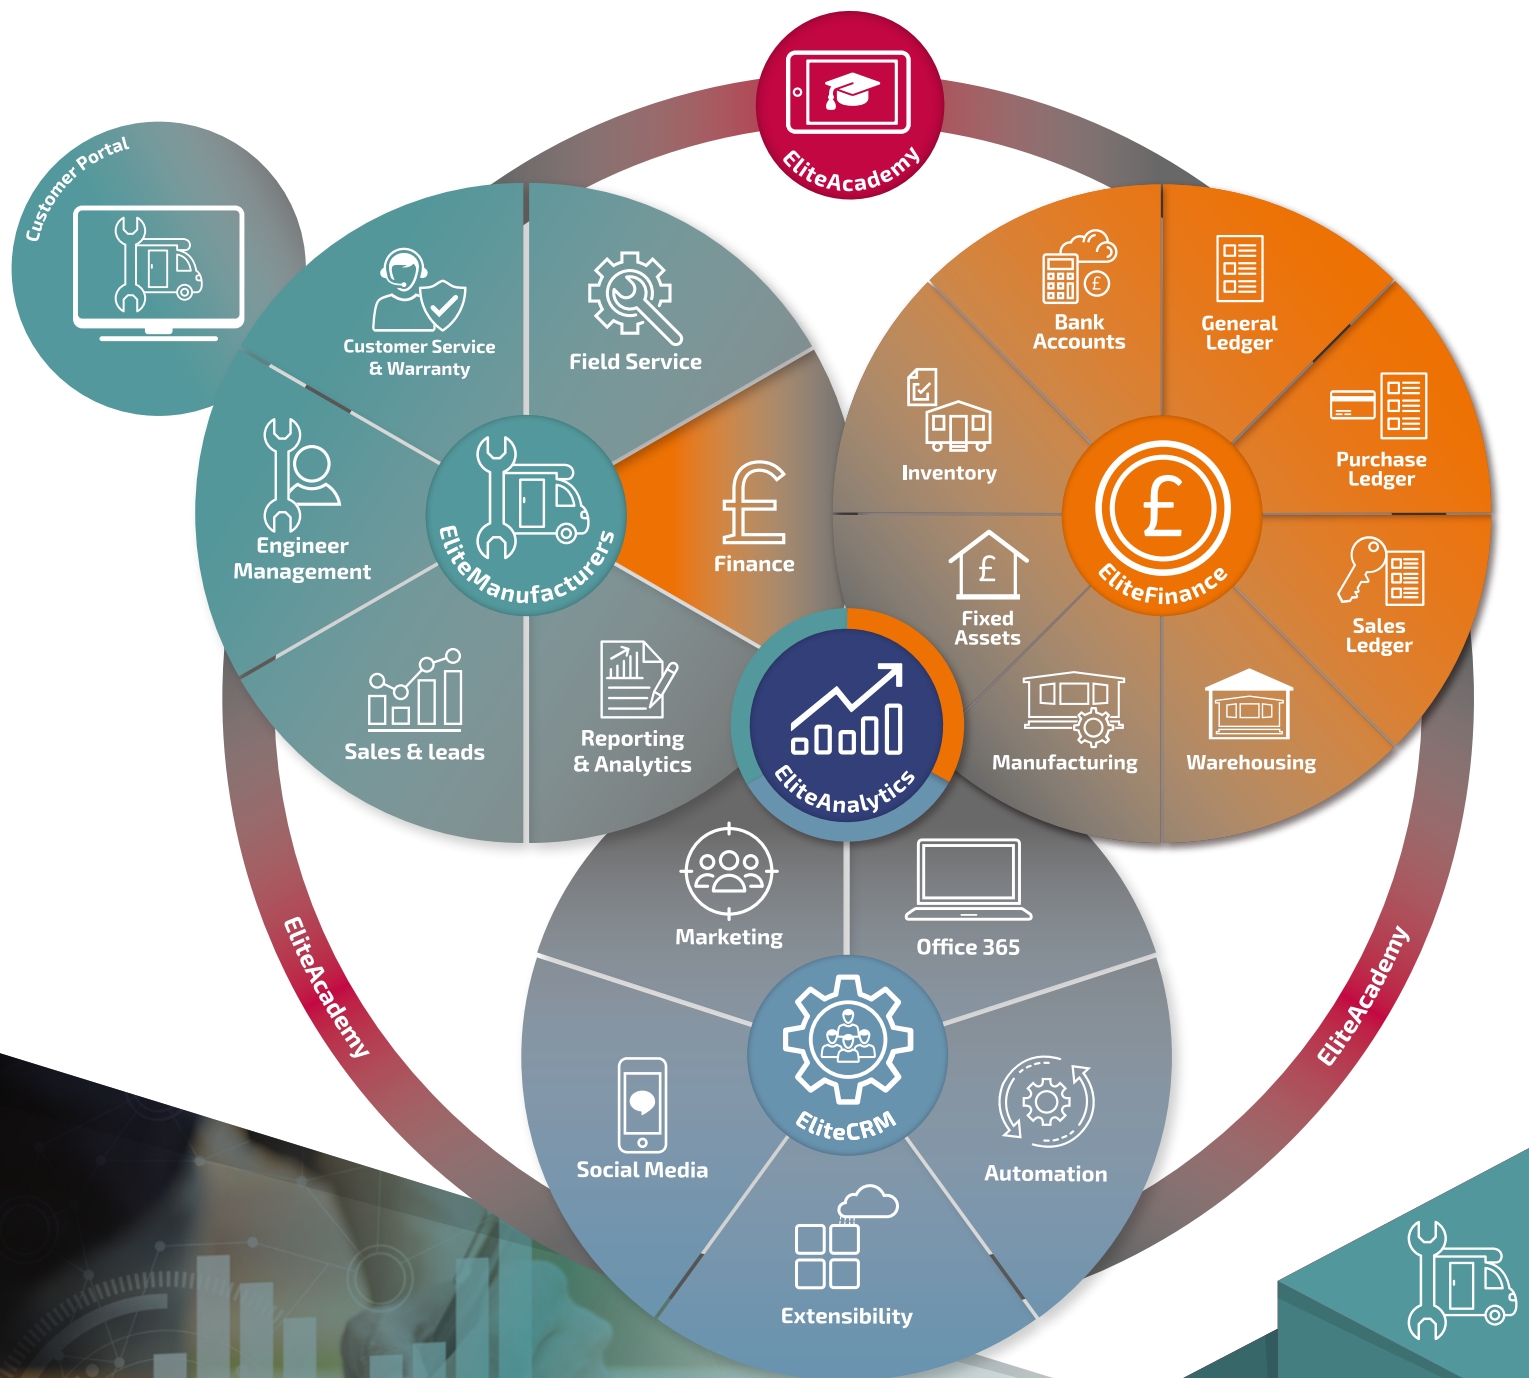 EliteAcademy
Customer Portal
Customer Service
& Warranty
Field Service
Engineer
Management
Finance
Sales & leads
Reporting
& Analytics
EliteManufacturers
Bank
Accounts
General
Ledger
Inventory
Purchase
Ledger
Fixed
Assets
Sales
Ledger
Manufacturing
Warehousing
£
£
£
EliteFinance
EliteAnalytics
Marketing
Office 365
Social Media
Automation
Extensibility
EliteCRM
EliteAcademy
EliteAcademy
£